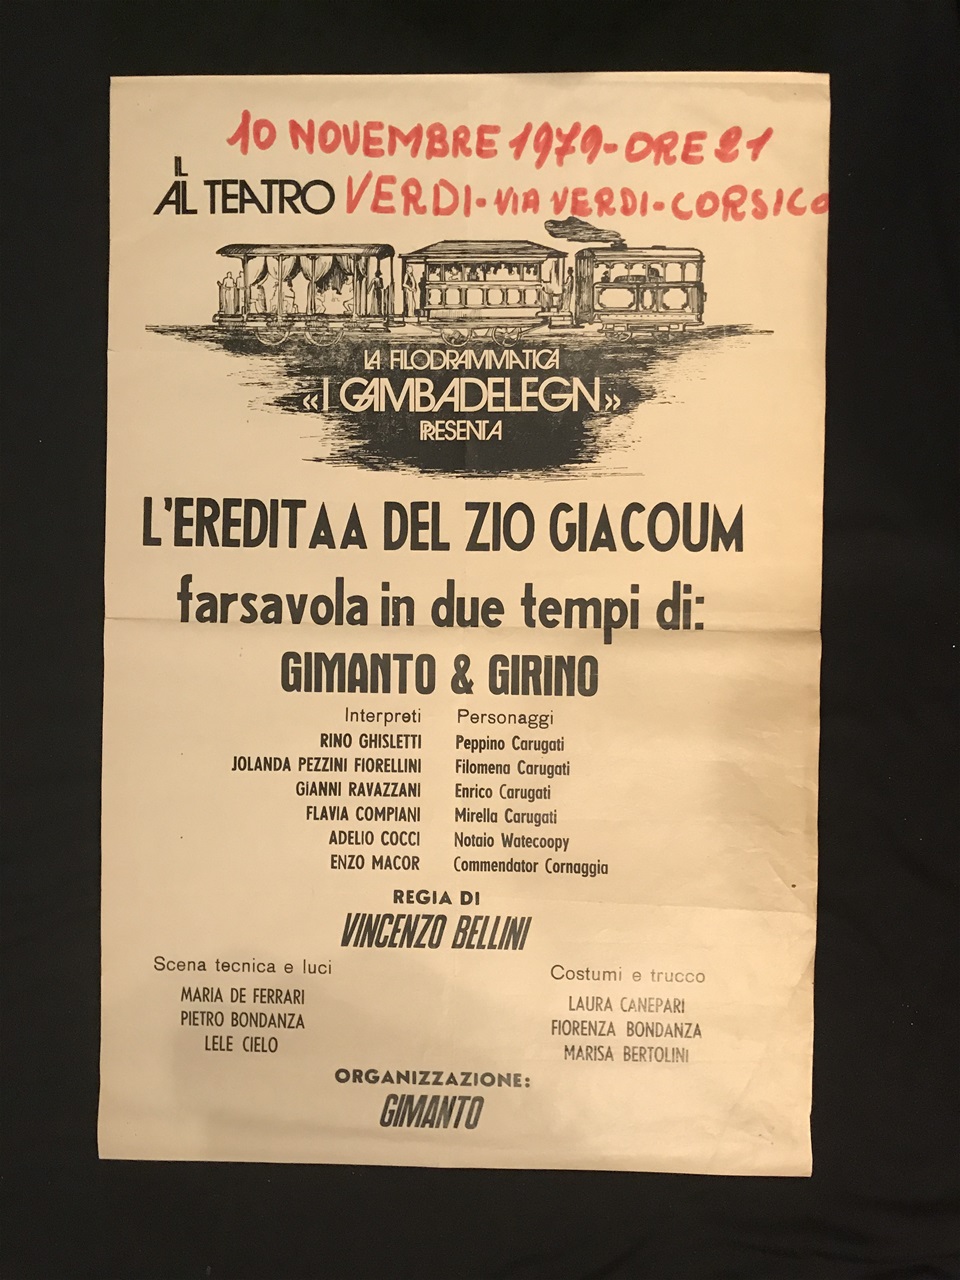 10 NOVEMBRE 1979 - ORE 21
IL
AL TEATRO VERDI - VIA VERDI - CORSICO
LA FILODRAMMATICA
«I GAMBADELEGN»
PRESENTA
L'EREDITAA DEL ZIO GIACOUM
farsavola in due tempi di:
GIMANTO & GIRINO
Interpreti Personaggi
RINO GHISLETTI Peppino Carugati
JOLANDA PEZZINI FIORELLINI Filomena Carugati
GIANNI RAVAZZANI Enrico Carugati
FLAVIA COMPIANI Mirella Carugati
ADELIO COCCI Notaio Watecoopy
ENZO MACOR Commendator Cornaggia
REGIA DI
VINCENZO BELLINI
Scena tecnica e luci
MARIA DE FERRARI
PIETRO BONDANZA
LELE CIELO
Costumi e trucco
LAURA CANEPARI
FIORENZA BONDANZA
MARISA BERTOLINI
ORGANIZZAZIONE:
GIMANTO